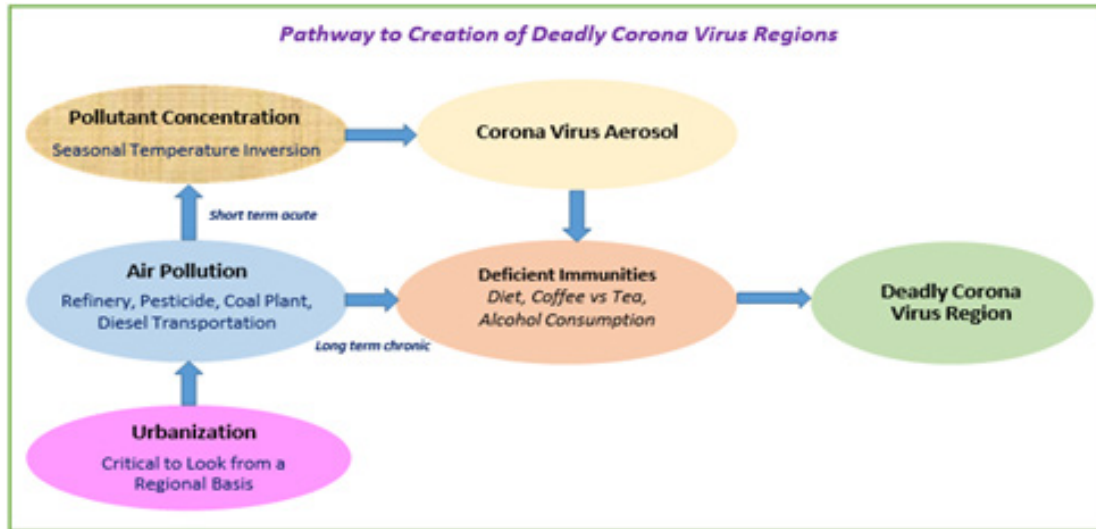 Pathway to Creation of Deadly Corona Virus Regions
Pollutant Concentration
Seasonal Temperature Inversion
Corona Virus Aerosol
Short term acute
Air Pollution
Refinery, Pesticide, Coal Plant,
Diesel Transportation
Long term chronic
Deficient Immunities
Diet, Coffee vs Tea,
Alcohol Consumption
Deadly Corona
Virus Region
Urbanization
Critical to Look from a
Regional Basis